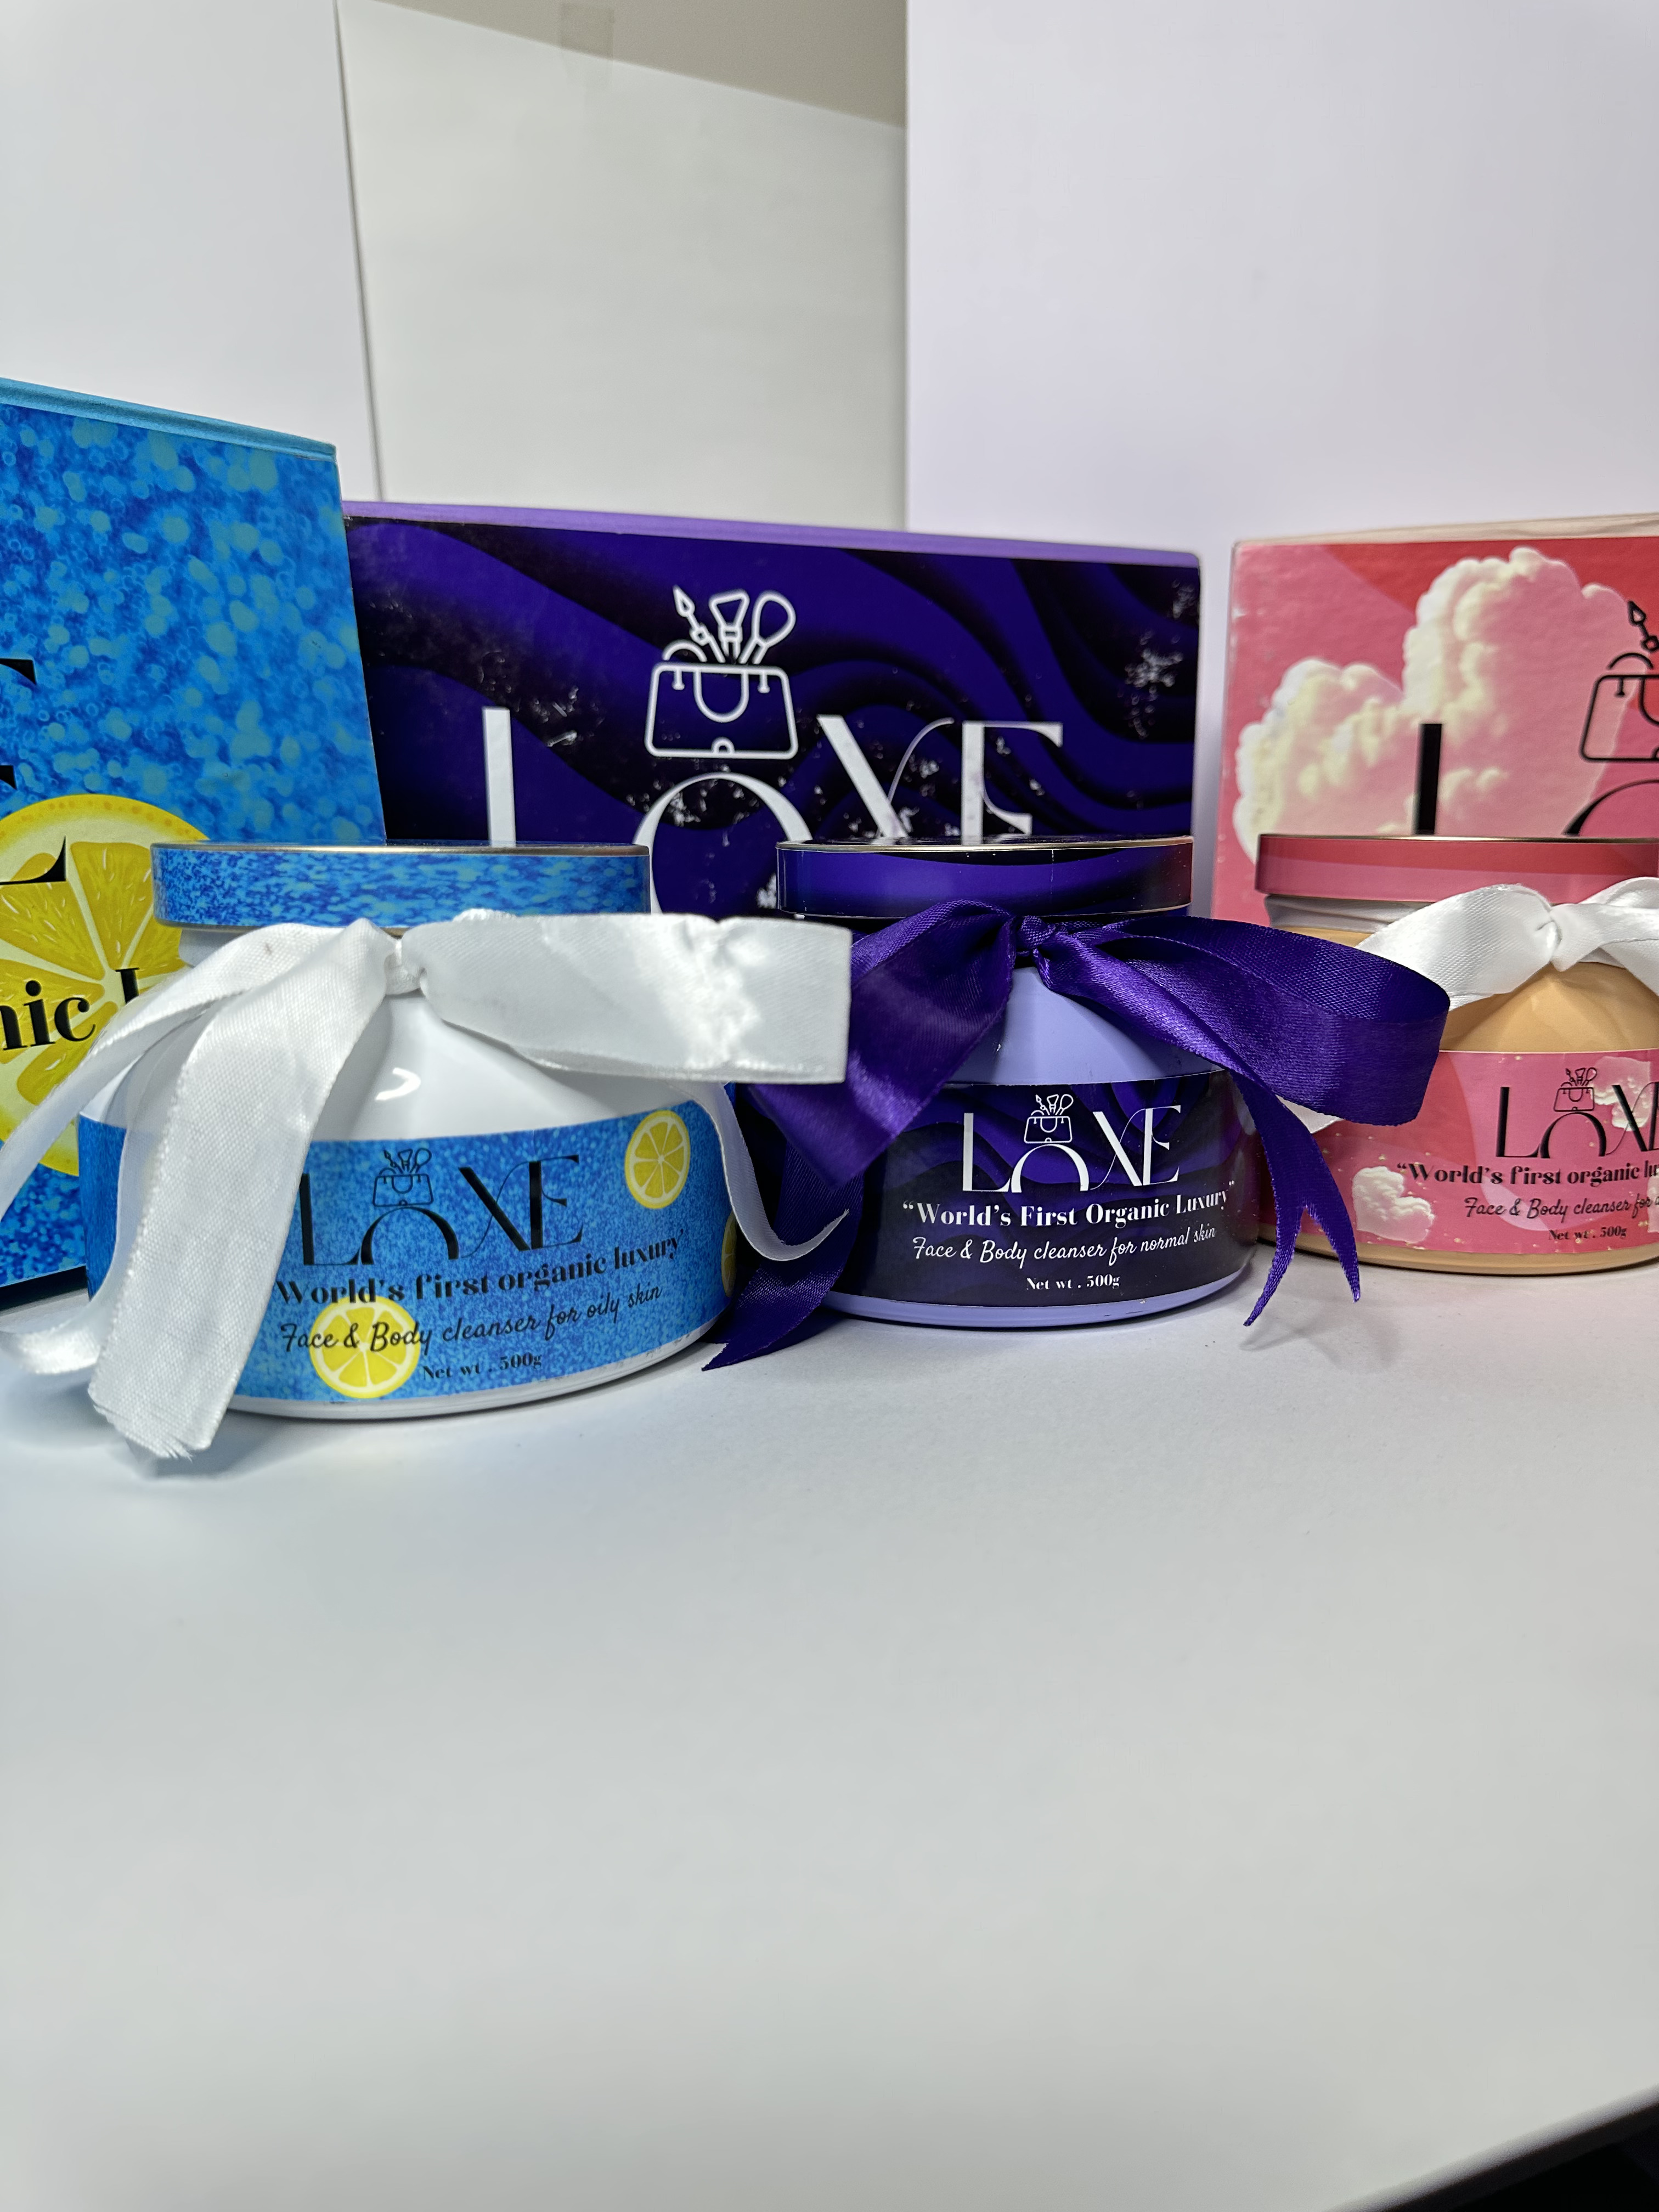 nic
LOXE
L
LOXE
World's first organic luxury
Face & Body cleanser for oily skin
Net wt . 500g
LOXE
“World's First Organic Luxury”
Face & Body cleanser for normal skin
Net wt . 500g
LOXE
“World's first organic
Face & Body cleanser for
Net wt . 500g